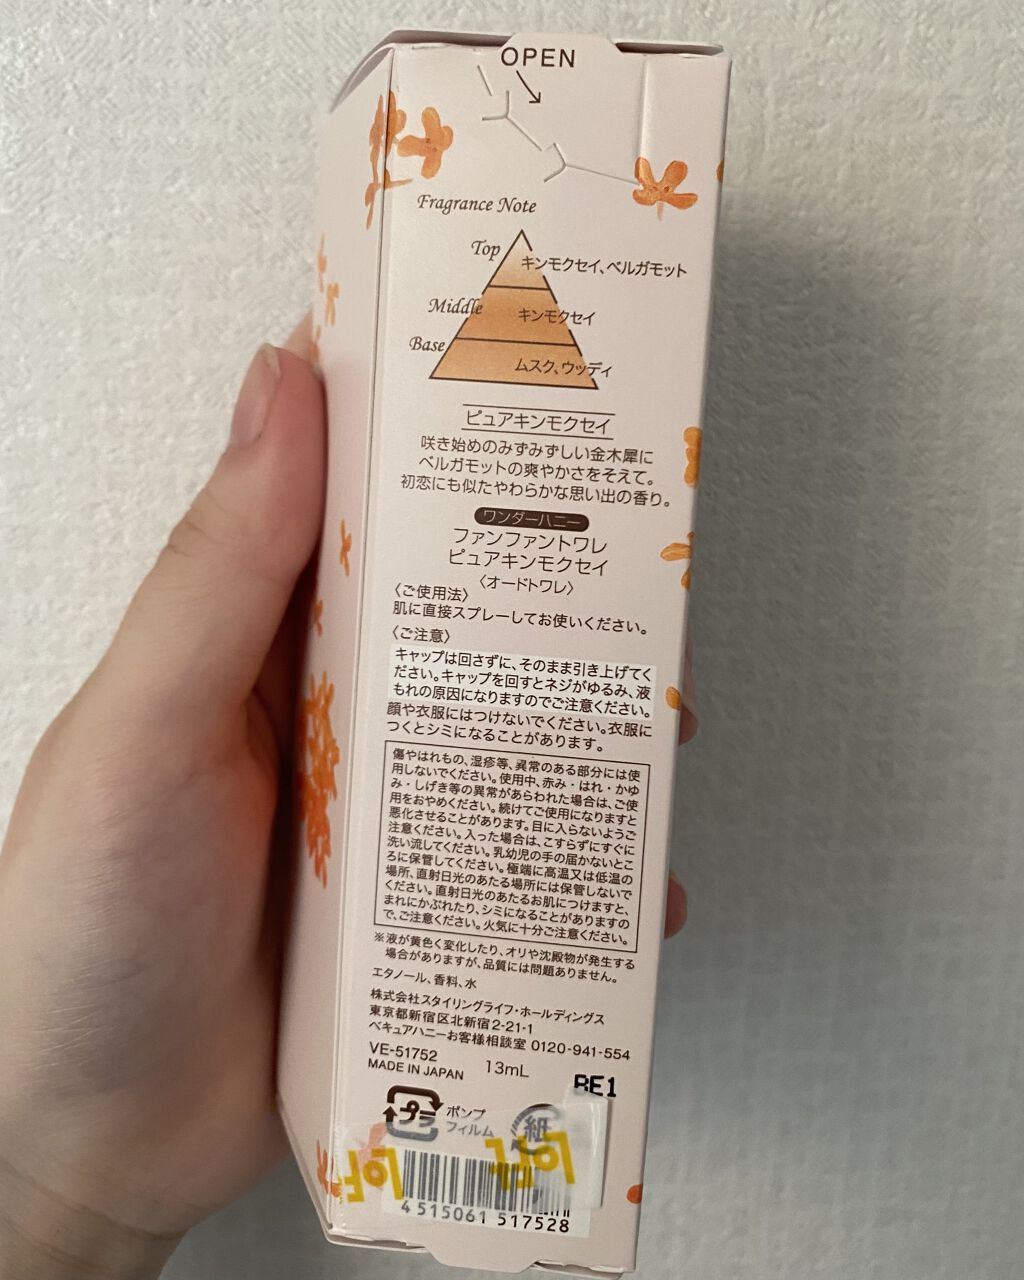 OPEN
Fragrance Note
Top
キンモクセイ、ベルガモット
Middle
キンモクセイ
Base
ムスク、ウッディ
ピュアキンモクセイ
咲き始めのみずみずしい金木犀に
ベルガモットの爽やかさをそえて。
初恋にも似たやわらかな思い出の香り。
ワンダーハニー
ファンファントワレ
ピュアキンモクセイ
〈オードトワレ〉
〈ご使用法〉
肌に直接スプレーしてお使いください。
〈ご注意〉
キャップは回さずに、そのまま引き上げてく
ださい。キャップを回すとネジがゆるみ、液
もれの原因になりますのでご注意ください。
顔や衣服にはつけないでください。衣服に
つくとシミになることがあります。
傷やはれもの、湿疹等、異常のある部分には使
用しないでください。使用中、赤み・はれ・かゆ
み・しげき等の異常があらわれた場合は、ご使
用をおやめください。続けてご使用になりますと
悪化させることがあります。目に入らないようご
注意ください。入った場合は、こすらずにすぐに
洗い流してください。乳幼児の手の届かないとこ
ろに保管してください。極端に高温又は低温の
場所、直射日光のあたる場所には保管しないで
ください。直射日光のあたるお肌につけますと、
まれにかぶれたり、シミになることがありますの
で、ご注意ください。火気に十分ご注意ください。
※液が黄色く変化したり、オリや沈殿物が発生する
場合がありますが、品質には問題ありません。
エタノール、香料、水
株式会社スタイリングライフ・ホールディングス
東京都新宿区北新宿2-21-1
ベキュアハニーお客様相談室 0120-941-554
VE-51752
13mL
MADE IN JAPAN
BE1
プラ
ポンプ
フィルム
紙
LOFT
LOFT
4 515061 517528